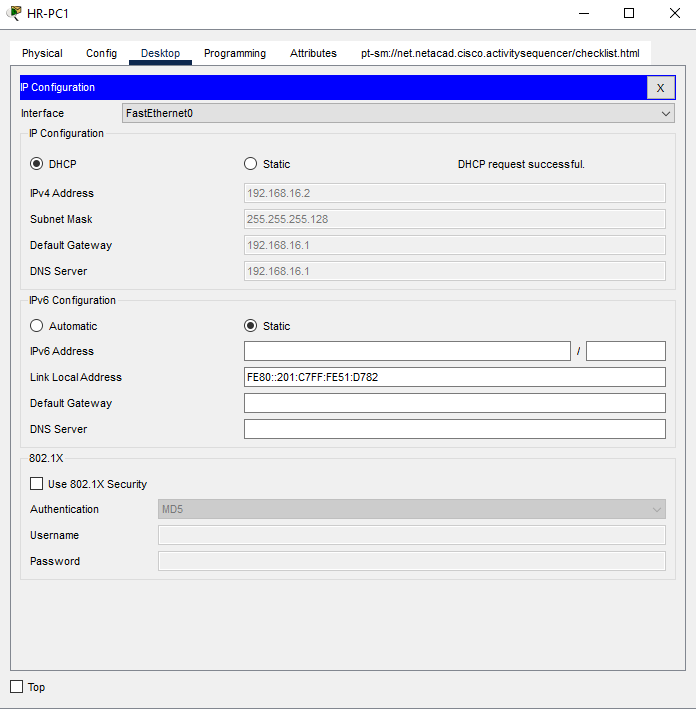 HR-PC1
Physical Config Desktop Programming Attributes pt-sm://net.netacad.cisco.activitysequencer/checklist.html
IP Configuration X
Interface FastEthernet0
IP Configuration
DHCP Static DHCP request successful.
IPv4 Address 192.168.16.2
Subnet Mask 255.255.255.128
Default Gateway 192.168.16.1
DNS Server 192.168.16.1
IPv6 Configuration
Automatic Static
IPv6 Address /
Link Local Address FE80::201:C7FF:FE51:D782
Default Gateway
DNS Server
802.1X
Use 802.1X Security
Authentication MD5
Username
Password
Top